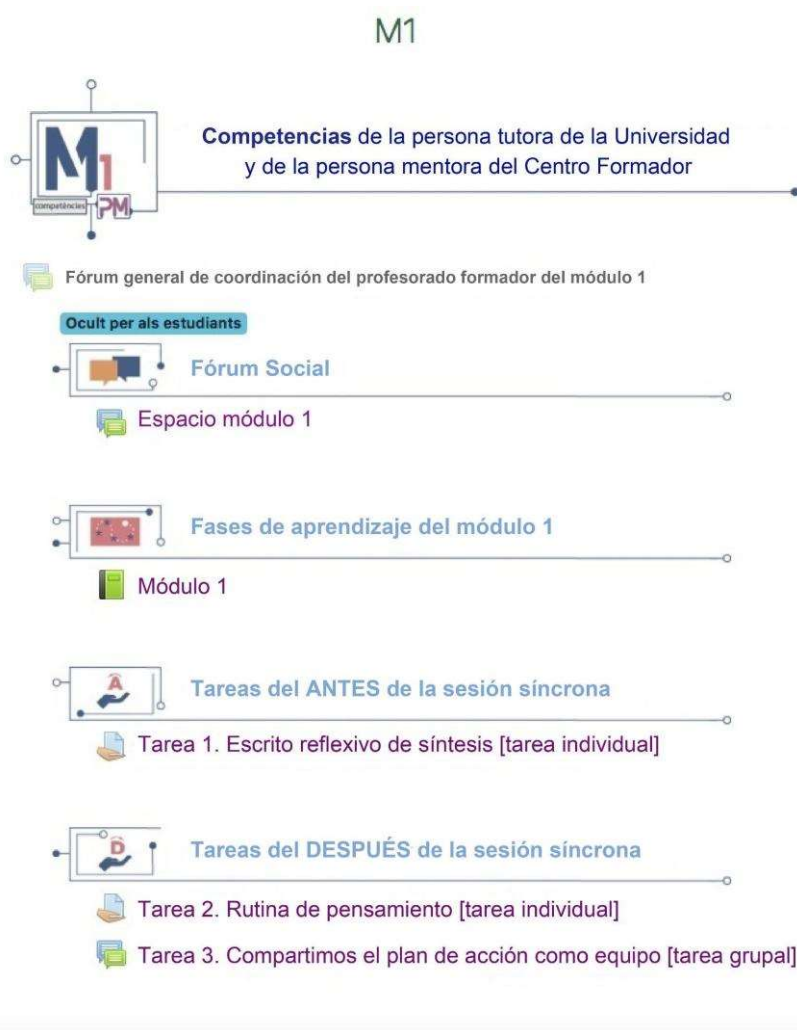 M1
M1
competències
PM
Competencias de la persona tutora de la Universidad
y de la persona mentora del Centro Formador
Fórum general de coordinación del profesorado formador del módulo 1
Ocult per als estudiants
Fórum Social
Espacio módulo 1
Fases de aprendizaje del módulo 1
Módulo 1
A
Tareas del ANTES de la sesión síncrona
Tarea 1. Escrito reflexivo de síntesis [tarea individual]
D
Tareas del DESPUÉS de la sesión síncrona
Tarea 2. Rutina de pensamiento [tarea individual]
Tarea 3. Compartimos el plan de acción como equipo [tarea grupal]